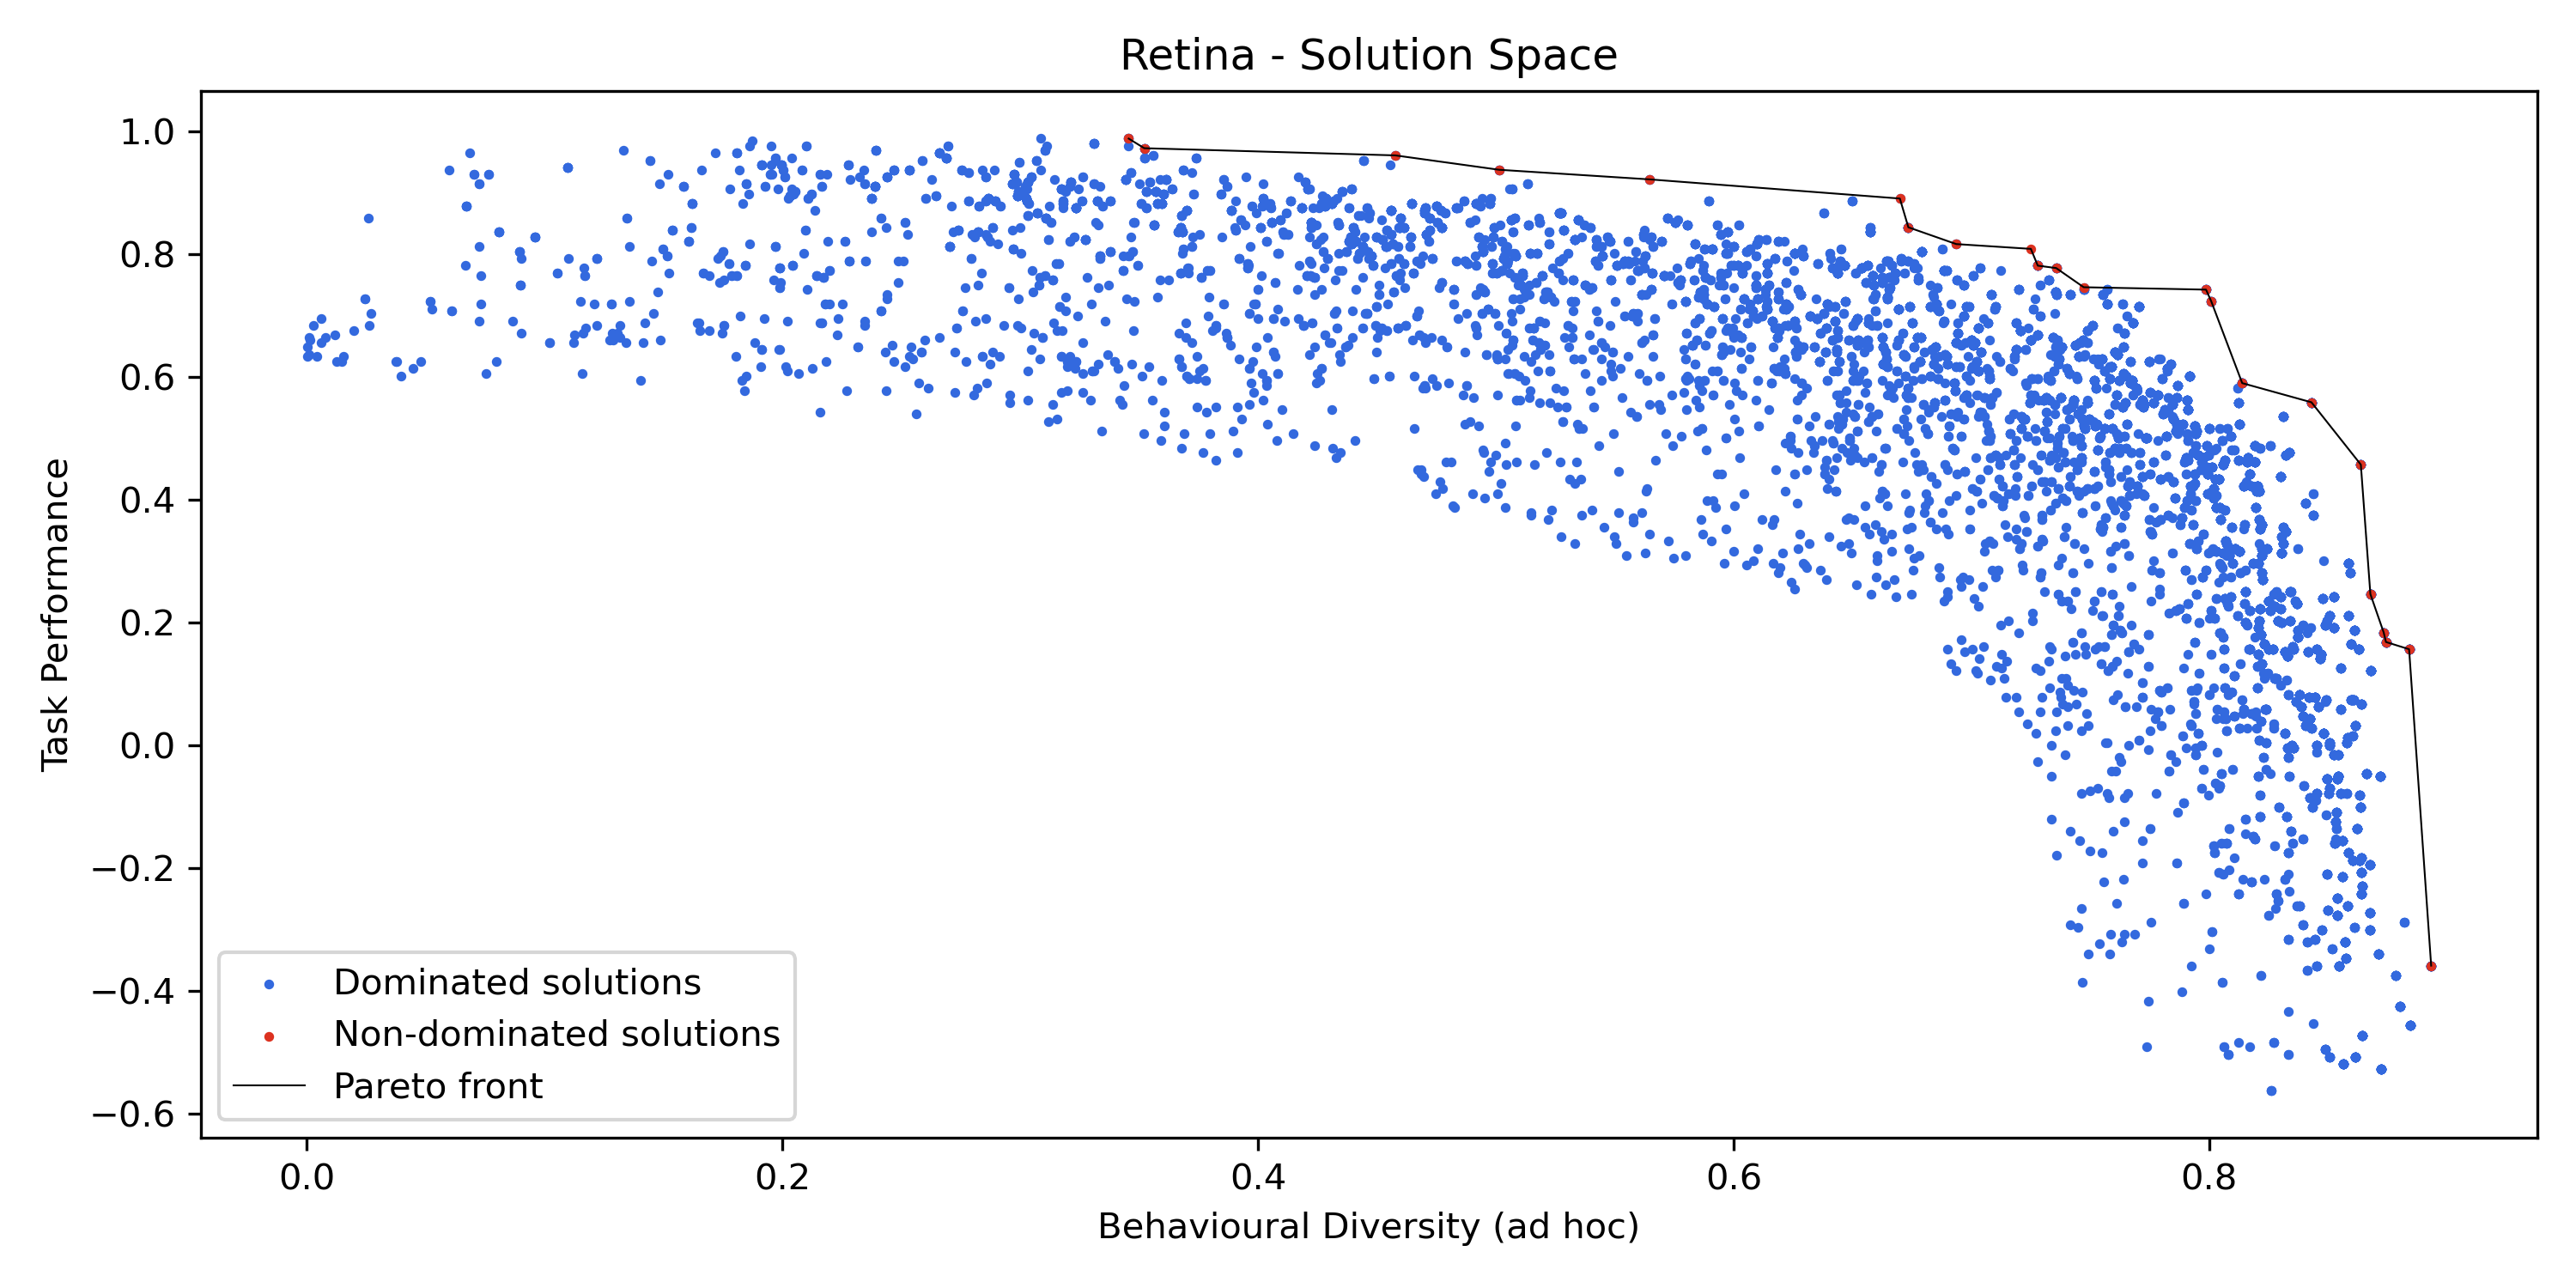 Retina - Solution Space
1.0
0.8
0.6
0.4
0.2
0.0
−0.2
−0.4
−0.6
Task Performance
Dominated solutions
Non-dominated solutions
Pareto front
0.0 0.2 0.4 0.6 0.8
Behavioural Diversity (ad hoc)